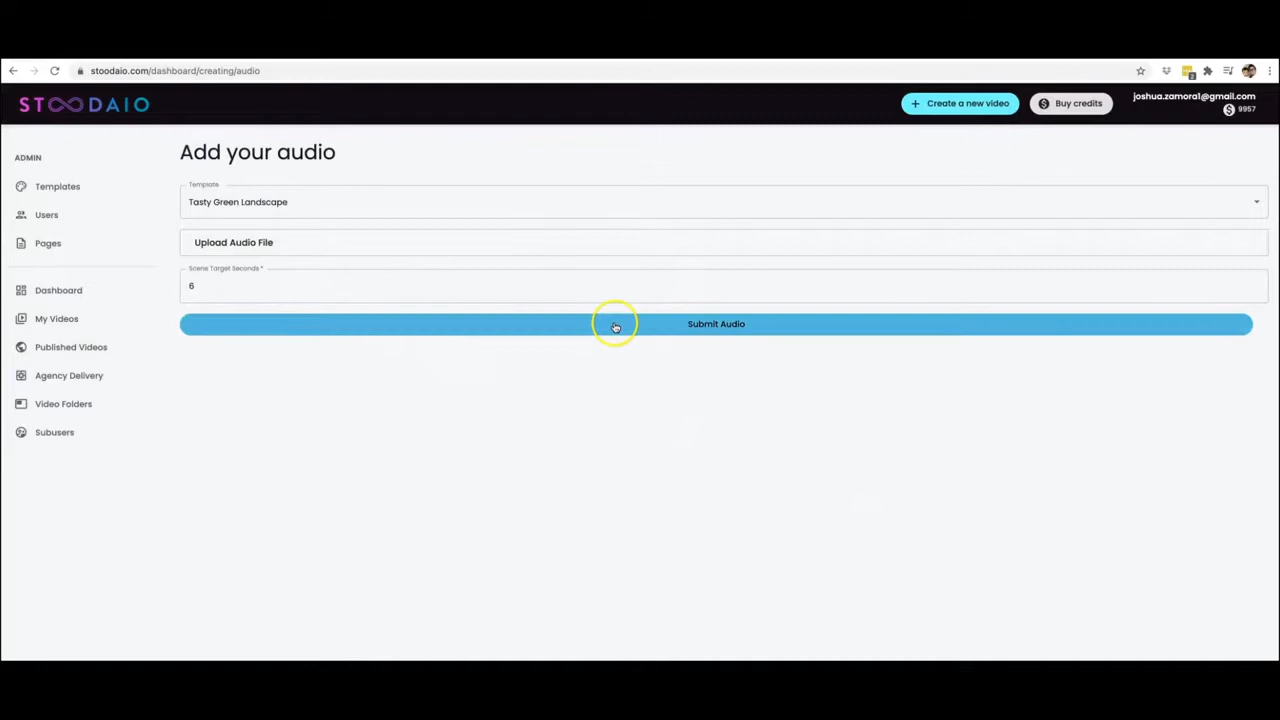 stoodaio.com/dashboard/creating/audio
2
STOODAIO
+ Create a new video
Buy credits
joshua.zamora1@gmail.com
9957
ADMIN
Templates
Users
Pages
Dashboard
My Videos
Published Videos
Agency Delivery
Video Folders
Subusers
Add your audio
Template
Tasty Green Landscape
Upload Audio File
Scene Target Seconds *
6
Submit Audio